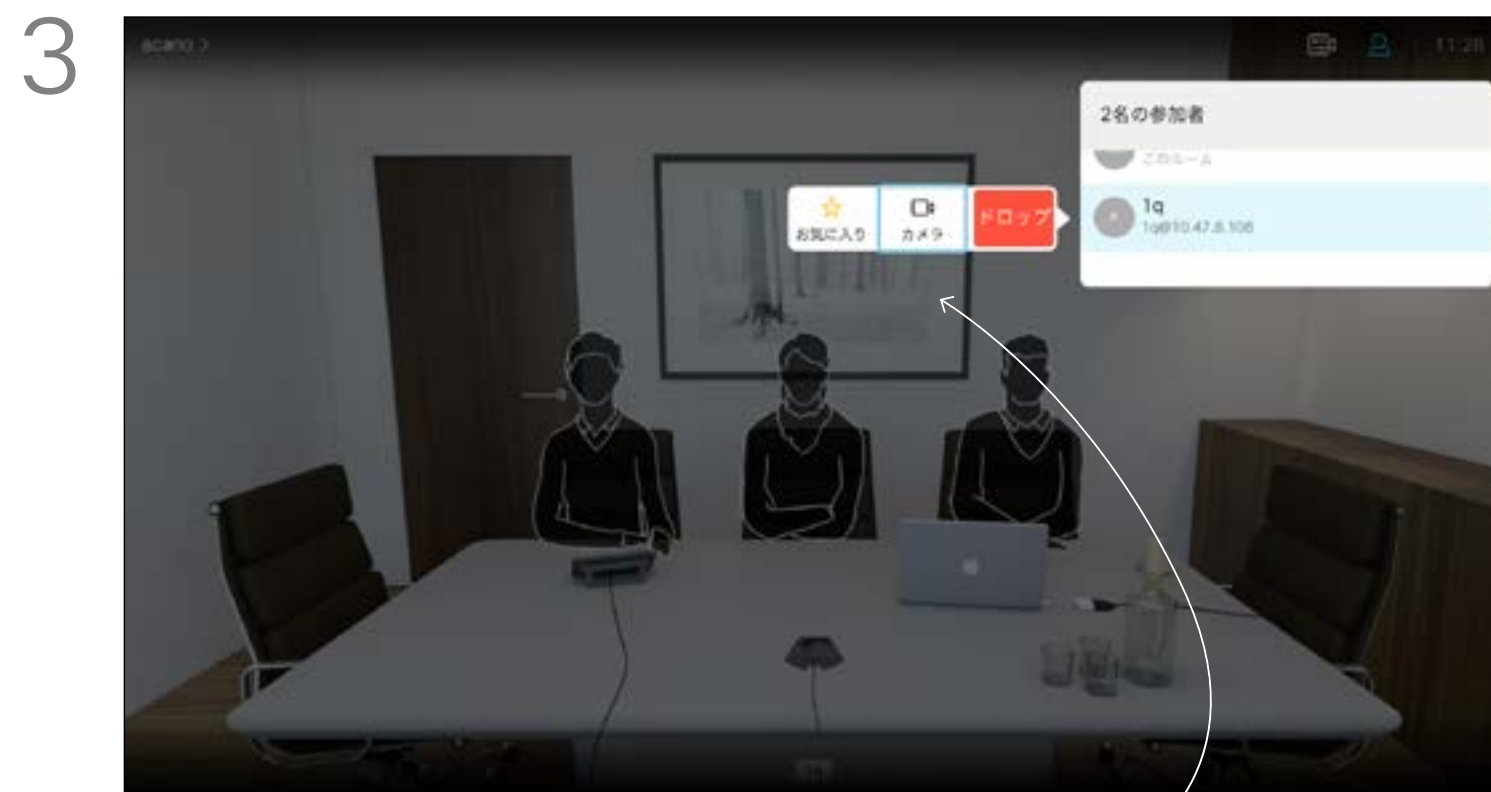 3
acano >
11:28
2名の参加者
このルーム
お気に入り
カメラ
ドロップ
1q
1q@10.47.8.108